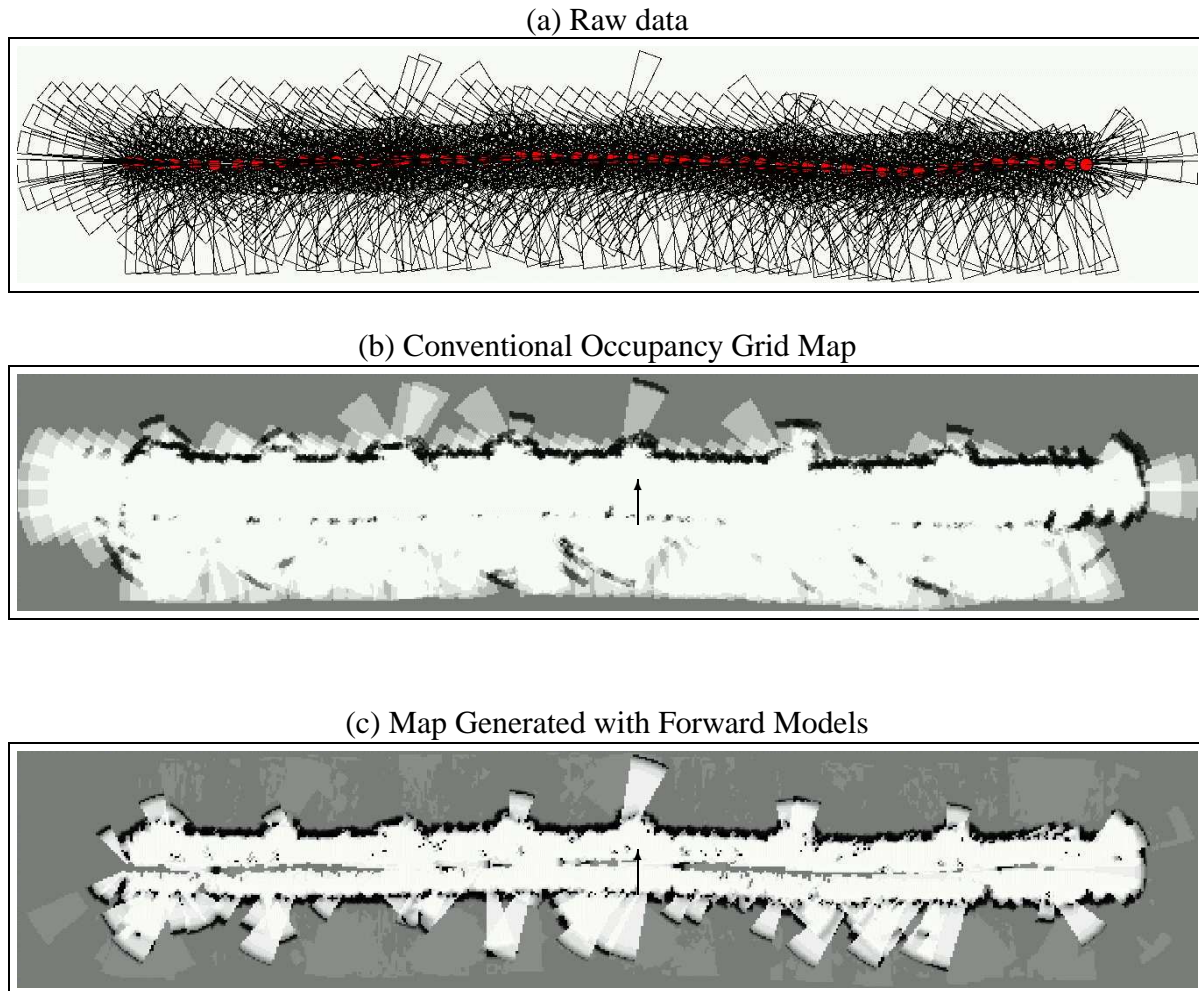 (a) Raw data
(b) Conventional Occupancy Grid Map
(c) Map Generated with Forward Models